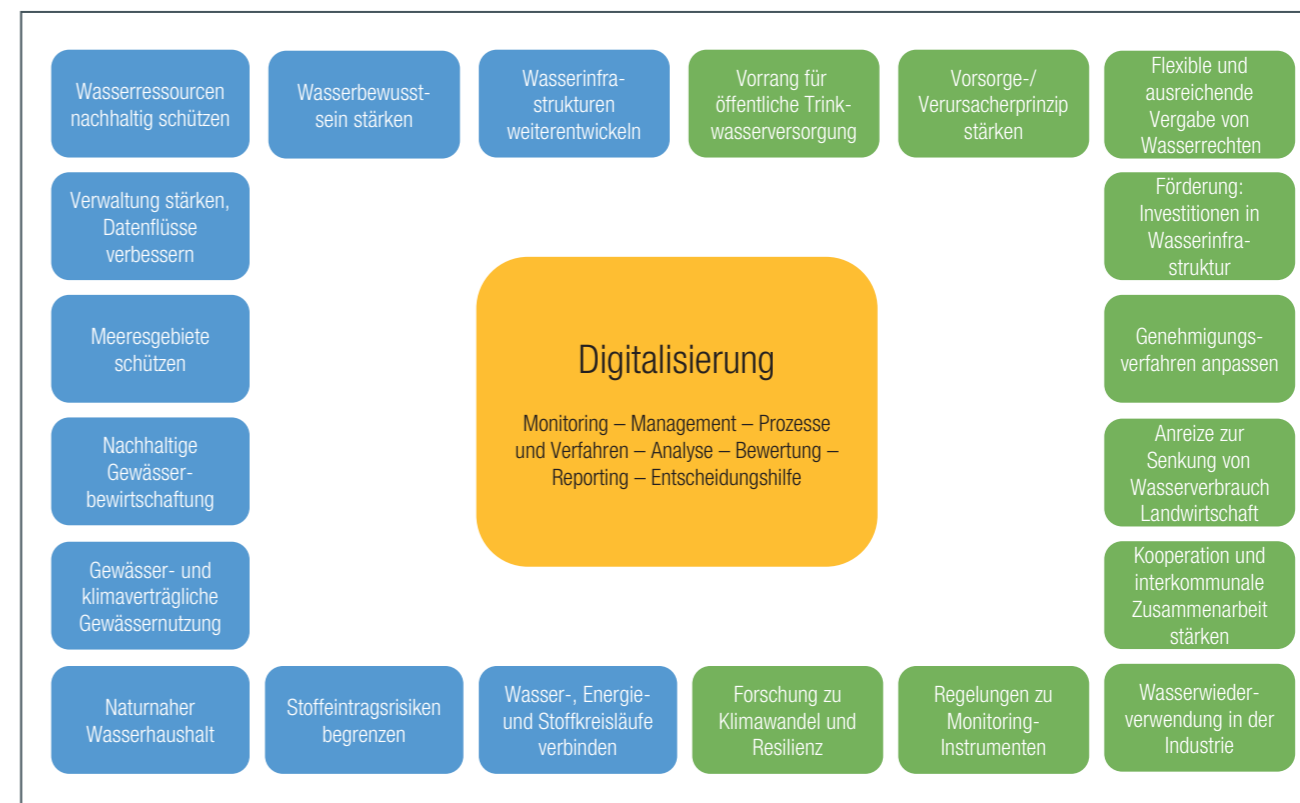 Wasserressourcen
nachhaltig schützen
Wasserbewusst-
sein stärken
Wasserinfra-
strukturen
weiterentwickeln
Vorrang für
öffentliche Trink-
wasserversorgung
Vorsorge-/
Verursacherprinzip
stärken
Flexible und
ausreichende
Vergabe von
Wasserrechten
Verwaltung stärken,
Datenflüsse
verbessern
Förderung:
Investitionen in
Wasserinfra-
struktur
Meeresgebiete
schützen
Digitalisierung
Monitoring – Management – Prozesse
und Verfahren – Analyse – Bewertung –
Reporting – Entscheidungshilfe
Genehmigungs-
verfahren anpassen
Nachhaltige
Gewässer-
bewirtschaftung
Anreize zur
Senkung von
Wasserverbrauch
Landwirtschaft
Gewässer- und
klimaverträgliche
Gewässernutzung
Kooperation und
interkommunale
Zusammenarbeit
stärken
Naturnaher
Wasserhaushalt
Stoffeintragsrisiken
begrenzen
Wasser-, Energie-
und Stoffkreisläufe
verbinden
Forschung zu
Klimawandel und
Resilienz
Regelungen zu
Monitoring-
Instrumenten
Wasserwieder-
verwendung in der
Industrie